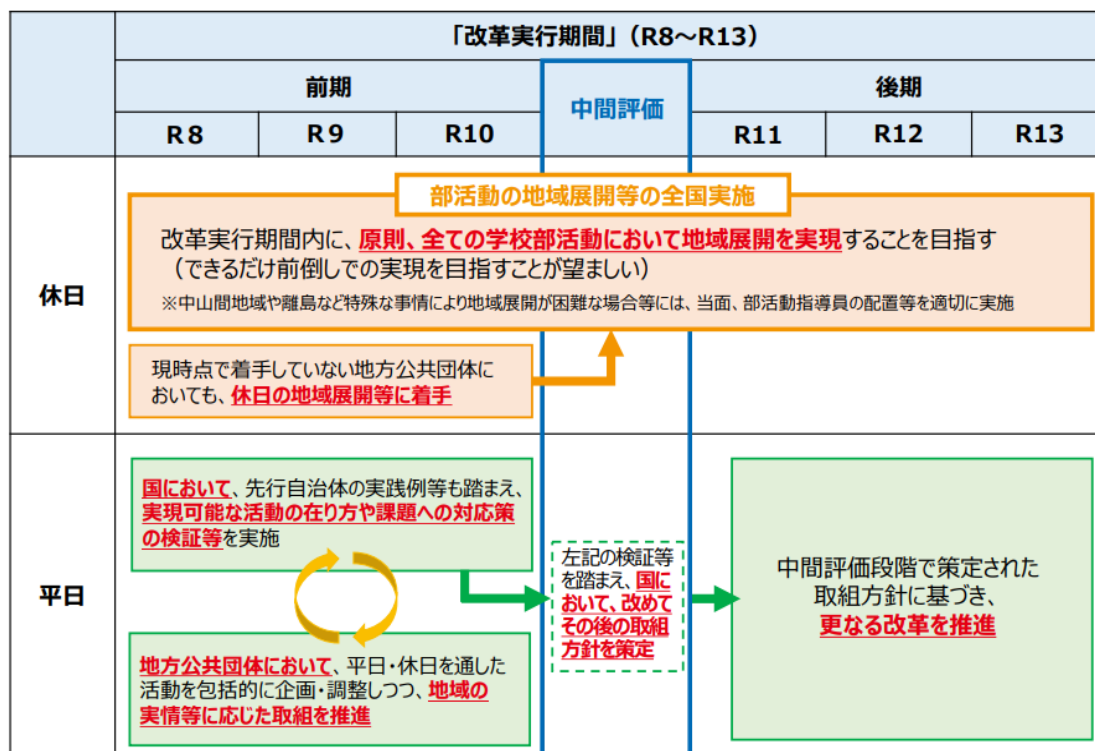 「改革実行期間」（R8～R13）
前期
中間評価
後期
R8
R9
R10
R11
R12
R13
休日
部活動の地域展開等の全国実施
改革実行期間内に、原則、全ての学校部活動において地域展開を実現することを目指す
（できるだけ前倒しでの実現を目指すことが望ましい）
※中山間地域や離島など特殊な事情により地域展開が困難な場合等には、当面、部活動指導員の配置等を適切に実施
現時点で着手していない地方公共団体に
おいても、休日の地域展開等に着手
平日
国において、先行自治体の実践例等も踏まえ、
実現可能な活動の在り方や課題への対応策
の検証等を実施
地方公共団体において、平日・休日を通した
活動を包括的に企画・調整しつつ、地域の
実情等に応じた取組を推進
左記の検証等
を踏まえ、国に
おいて、改めて
その後の取組
方針を策定
中間評価段階で策定された
取組方針に基づき、
更なる改革を推進